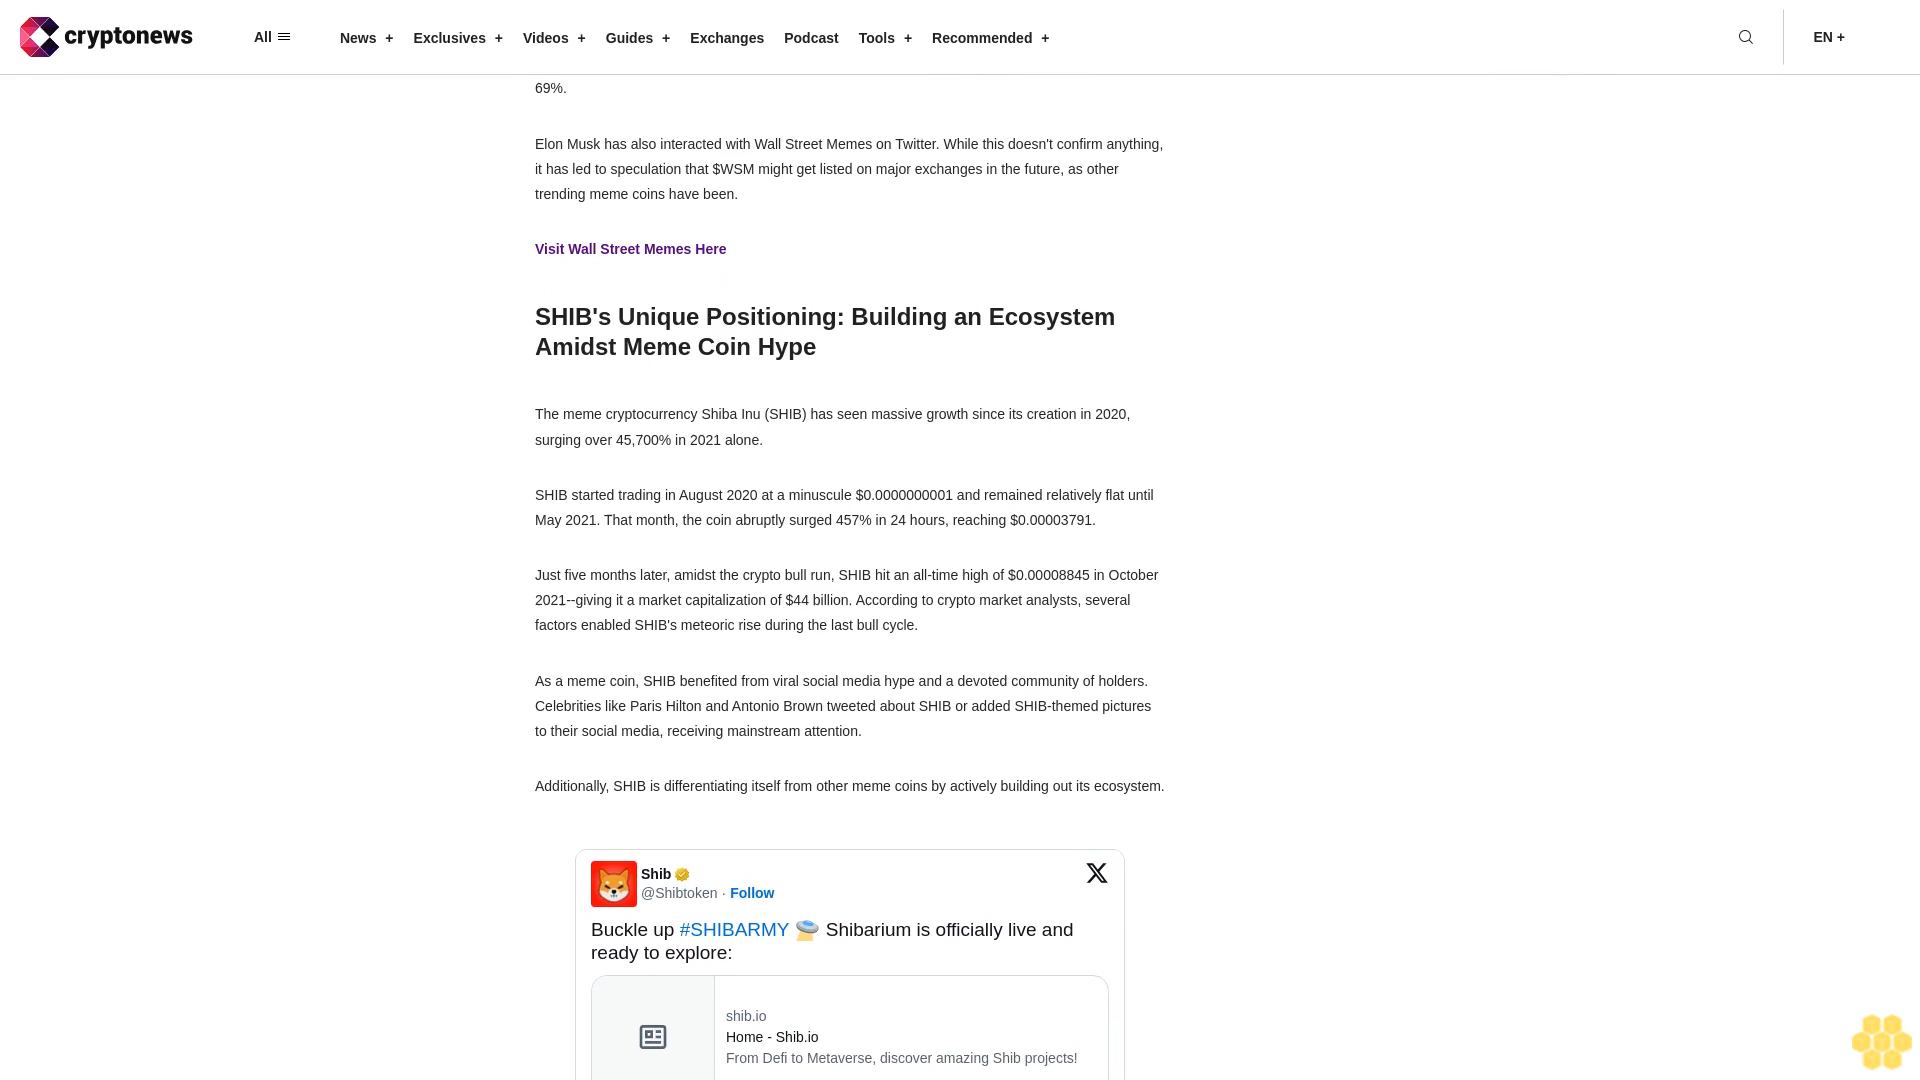 cryptonews
All
News +
Exclusives +
Videos +
Guides +
Exchanges
Podcast
Tools +
Recommended +
EN +
69%.
Elon Musk has also interacted with Wall Street Memes on Twitter. While this doesn't confirm anything,
it has led to speculation that $WSM might get listed on major exchanges in the future, as other
trending meme coins have been.
Visit Wall Street Memes Here
SHIB's Unique Positioning: Building an Ecosystem
Amidst Meme Coin Hype
The meme cryptocurrency Shiba Inu (SHIB) has seen massive growth since its creation in 2020,
surging over 45,700% in 2021 alone.
SHIB started trading in August 2020 at a minuscule $0.0000000001 and remained relatively flat until
May 2021. That month, the coin abruptly surged 457% in 24 hours, reaching $0.00003791.
Just five months later, amidst the crypto bull run, SHIB hit an all-time high of $0.00008845 in October
2021--giving it a market capitalization of $44 billion. According to crypto market analysts, several
factors enabled SHIB's meteoric rise during the last bull cycle.
As a meme coin, SHIB benefited from viral social media hype and a devoted community of holders.
Celebrities like Paris Hilton and Antonio Brown tweeted about SHIB or added SHIB-themed pictures
to their social media, receiving mainstream attention.
Additionally, SHIB is differentiating itself from other meme coins by actively building out its ecosystem.
Shib
@Shibtoken · Follow
Buckle up #SHIBARMY Shibarium is officially live and
ready to explore:
shib.io
Home - Shib.io
From Defi to Metaverse, discover amazing Shib projects!